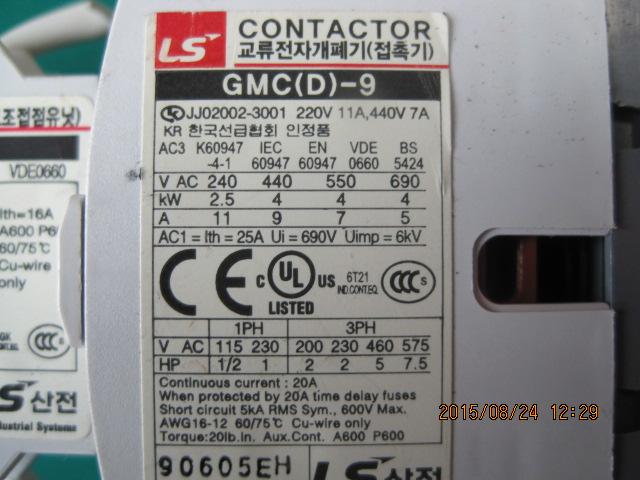 LS
CONTACTOR
교류전자개폐기(접촉기)
GMC(D)-9
JJ02002-3001 220V 11A,440V 7A
KR 한국선급협회 인정품
AC3 K60947 IEC EN VDE BS
-4-1 60947 60947 0660 5424
V AC 240 440 550 690
kW 2.5 4 4 4
A 11 9 7 5
AC1=Ith=25A Ui=690V Uimp=6kV
CE c UL US LISTED 6T21 IND.CONT.EQ. CCC S
1PH 3PH
V AC 115 230 200 230 460 575
HP 1/2 1 2 2 5 7.5
Continuous current : 20A
When protected by 20A time delay fuses
Short circuit 5kA RMS Sym., 600V Max.
AWG16-12 60/75℃ Cu-wire only
Torque:20lb.In. Aux.Cont. A600 P600
90605EH LS 산전
조접점유닛)
VDE0660
Ith=16A
A600 P6
60/75℃
Cu-wire
only
CCC
S 산전
dustrial Systems
2015/08/24 12:29